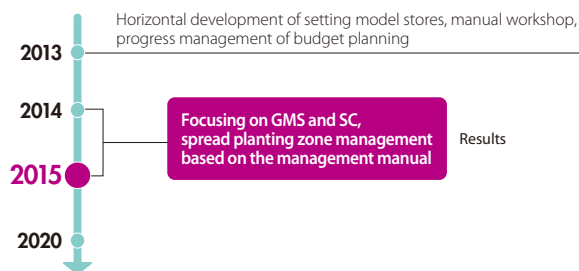 Horizontal development of setting model stores, manual workshop,
progress management of budget planning
2013
2014
Focusing on GMS and SC,
spread planting zone management
based on the management manual
Results
2015
2020